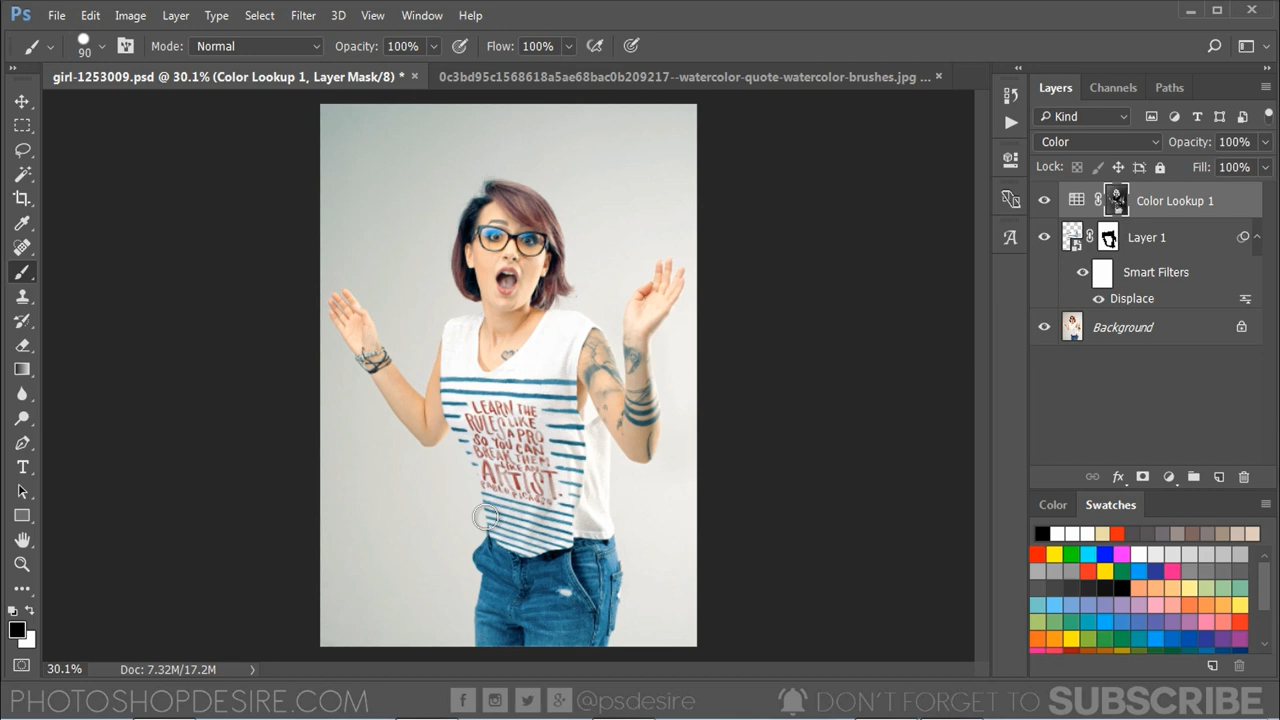 Ps File Edit Image Layer Type Select Filter 3D View Window Help
90 Mode: Normal Opacity: 100% Flow: 100%
girl-1253009.psd @ 30.1% (Color Lookup 1, Layer Mask/8) * × 0c3bd95c1568618a5ae68bac0b209217--watercolor-quote-watercolor-brushes.jpg ... ×
Layers Channels Paths
Kind
Color Opacity: 100%
Lock: Fill: 100%
Color Lookup 1
Layer 1
Smart Filters
Displace
Background
LEARN THE
RULES LIKE
A PRO
SO YOU CAN
BREAK THEM
LIKE AN
ARTIST.
PABLO PICASSO
Color Swatches
30.1% Doc: 7.32M/17.2M
PHOTOSHOPDESIRE.COM @psdesire DON'T FORGET TO SUBSCRIBE